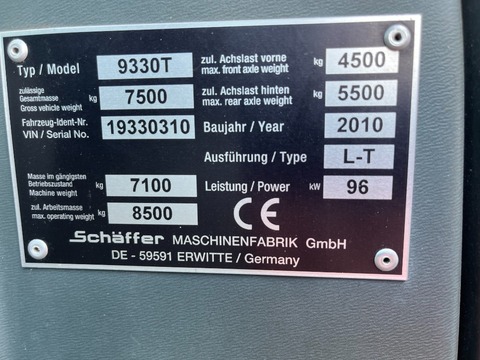 Typ / Model 9330T
zul. Achslast vorne
max. front axle weight kg 4500
zulässige
Gesamtmasse
Gross vehicle weight kg 7500
zul. Achslast hinten
max. rear axle weight kg 5500
Fahrzeug-Ident-Nr.
VIN / Serial No. 19330310
Baujahr / Year 2010
Ausführung / Type L-T
Masse im gängigsten
Betriebszustand
Machine weight kg 7100
Leistung / Power kW 96
zul. Arbeitsmasse
max. operating weight kg 8500
CE
Schäffer MASCHINENFABRIK GmbH
DE - 59591 ERWITTE / Germany